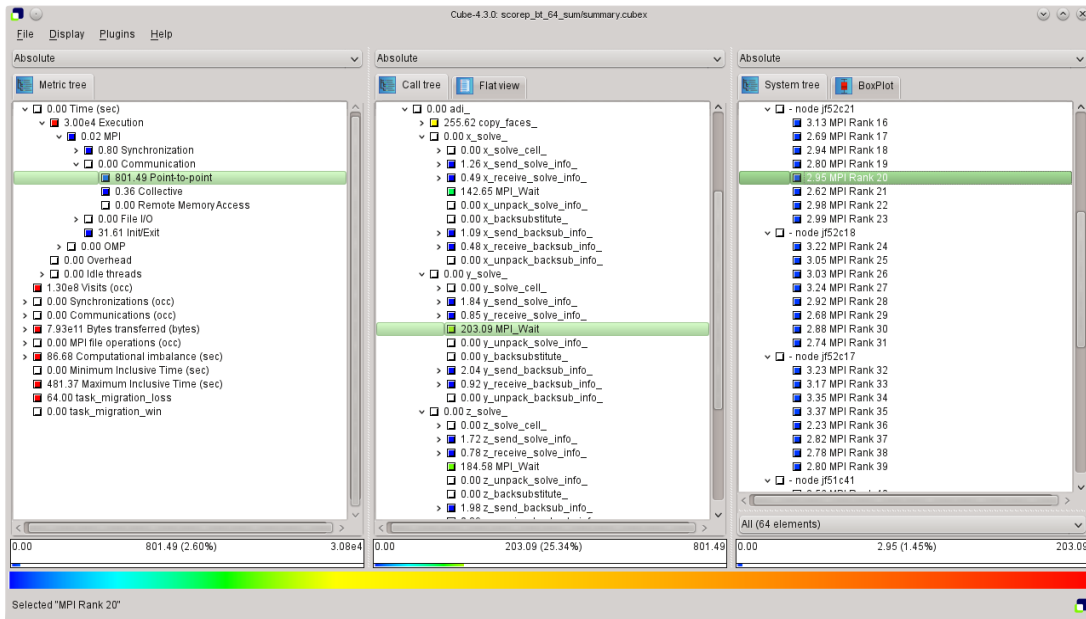 Cube-4.3.0: scorep_bt_64_sum/summary.cubex
File Display Plugins Help
Absolute
Metric tree
0.00 Time (sec)
3.00e4 Execution
0.02 MPI
0.80 Synchronization
0.00 Communication
801.49 Point-to-point
0.36 Collective
0.00 Remote Memory Access
0.00 File I/O
31.61 Init/Exit
0.00 OMP
0.00 Overhead
0.00 Idle threads
1.30e8 Visits (occ)
0.00 Synchronizations (occ)
0.00 Communications (occ)
7.93e11 Bytes transferred (bytes)
0.00 MPI file operations (occ)
86.68 Computational imbalance (sec)
0.00 Minimum Inclusive Time (sec)
481.37 Maximum Inclusive Time (sec)
64.00 task_migration_loss
0.00 task_migration_win
0.00 801.49 (2.60%) 3.08e4
Absolute
Call tree Flat view
0.00 adi_
255.62 copy_faces_
0.00 x_solve_
0.00 x_solve_cell_
1.26 x_send_solve_info_
0.49 x_receive_solve_info_
142.65 MPI_Wait
0.00 x_unpack_solve_info_
0.00 x_backsubstitute_
1.09 x_send_backsub_info_
0.48 x_receive_backsub_info_
0.00 x_unpack_backsub_info_
0.00 y_solve_
0.00 y_solve_cell_
1.84 y_send_solve_info_
0.85 y_receive_solve_info_
203.09 MPI_Wait
0.00 y_unpack_solve_info_
0.00 y_backsubstitute_
2.04 y_send_backsub_info_
0.92 y_receive_backsub_info_
0.00 y_unpack_backsub_info_
0.00 z_solve_
0.00 z_solve_cell_
1.72 z_send_solve_info_
0.78 z_receive_solve_info_
184.58 MPI_Wait
0.00 z_unpack_solve_info_
0.00 z_backsubstitute_
1.98 z_send_backsub_info_
0.00 203.09 (25.34%) 801.49
Absolute
System tree BoxPlot
- node jf52c21
3.13 MPI Rank 16
2.69 MPI Rank 17
2.94 MPI Rank 18
2.80 MPI Rank 19
2.95 MPI Rank 20
2.62 MPI Rank 21
2.98 MPI Rank 22
2.99 MPI Rank 23
- node jf52c18
3.22 MPI Rank 24
3.05 MPI Rank 25
3.03 MPI Rank 26
3.24 MPI Rank 27
2.92 MPI Rank 28
2.68 MPI Rank 29
2.88 MPI Rank 30
2.74 MPI Rank 31
- node jf52c17
3.23 MPI Rank 32
3.17 MPI Rank 33
3.35 MPI Rank 34
3.37 MPI Rank 35
2.23 MPI Rank 36
2.82 MPI Rank 37
2.78 MPI Rank 38
2.80 MPI Rank 39
- node jf51c41
All (64 elements)
0.00 2.95 (1.45%) 203.09
Selected "MPI Rank 20"